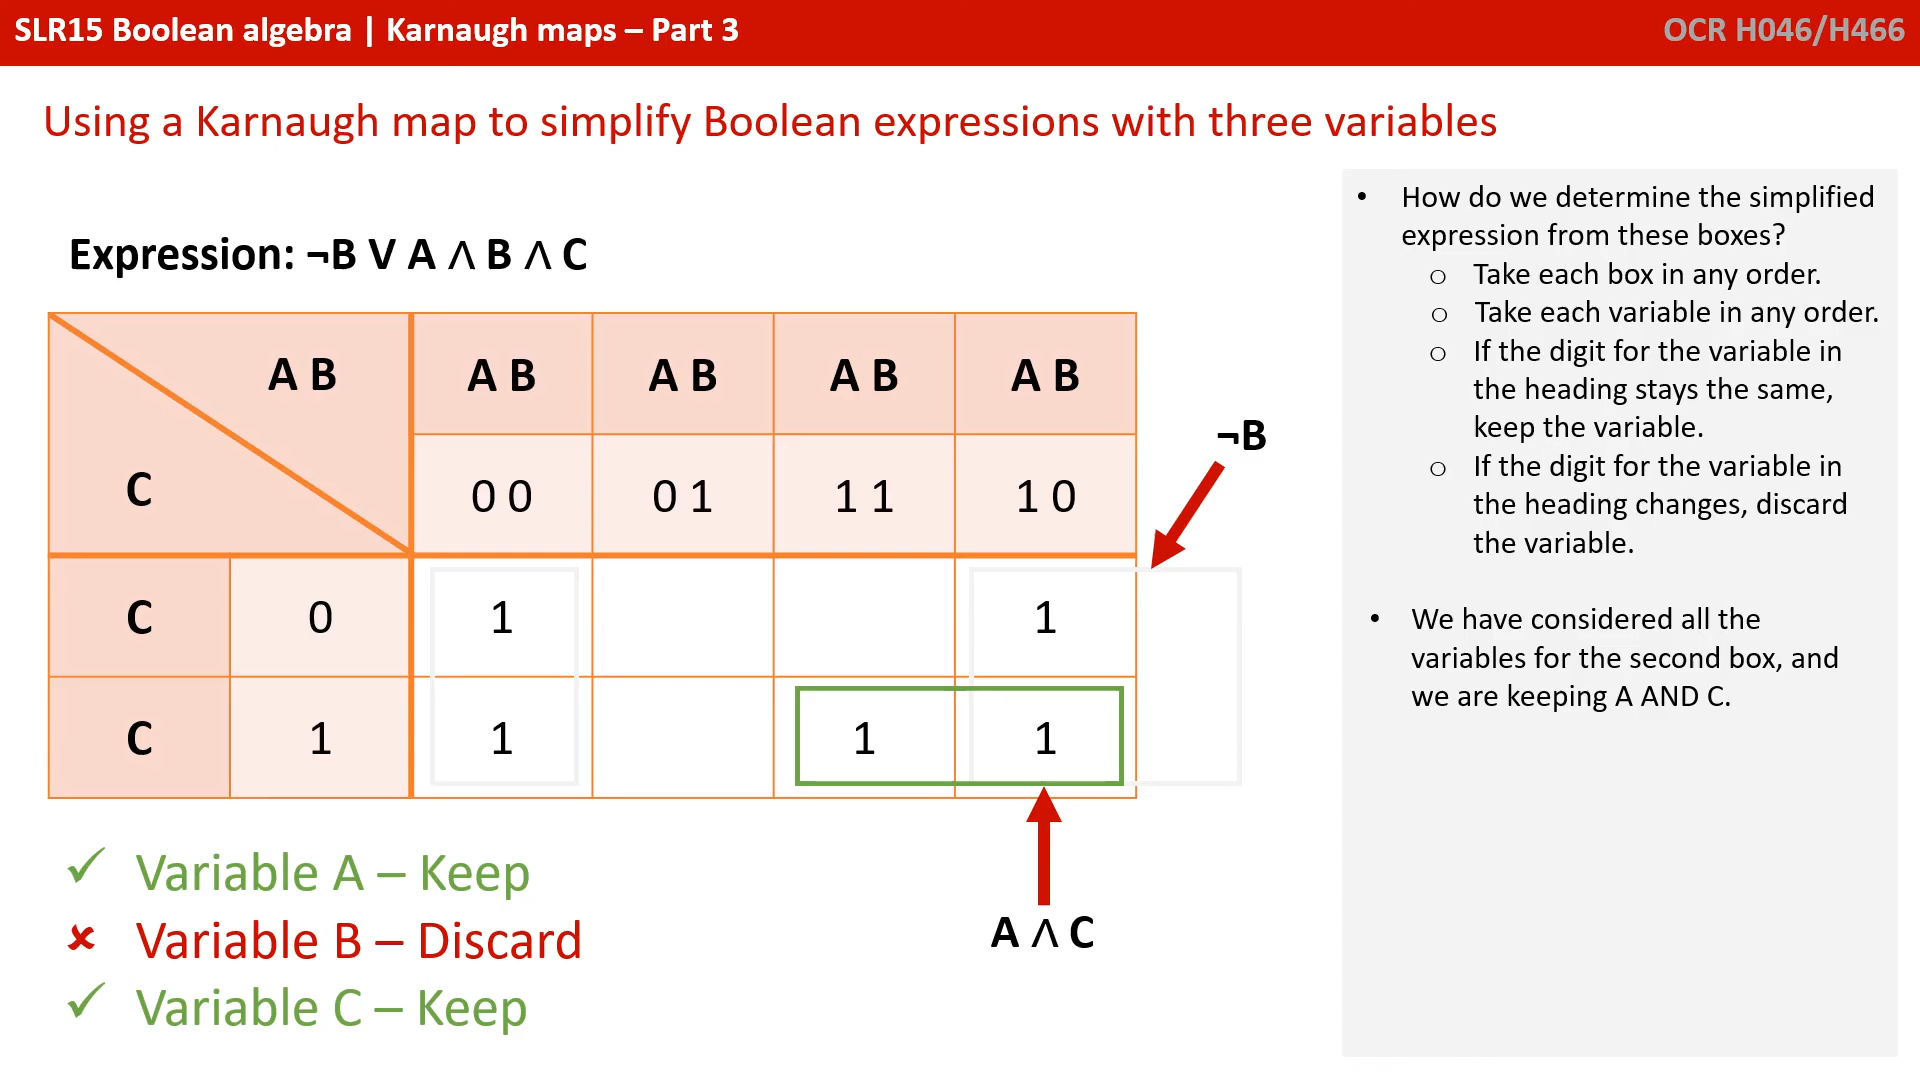 SLR15 Boolean algebra | Karnaugh maps – Part 3
OCR H046/H466
Using a Karnaugh map to simplify Boolean expressions with three variables
Expression: ¬B V A ∧ B ∧ C
A B
C
A B A B A B A B
0 0 0 1 1 1 1 0
C 0 1 1
C 1 1 1 1
¬B
A ∧ C
✓ Variable A – Keep
✘ Variable B – Discard
✓ Variable C – Keep
• How do we determine the simplified
expression from these boxes?
o Take each box in any order.
o Take each variable in any order.
o If the digit for the variable in
the heading stays the same,
keep the variable.
o If the digit for the variable in
the heading changes, discard
the variable.
• We have considered all the
variables for the second box, and
we are keeping A AND C.